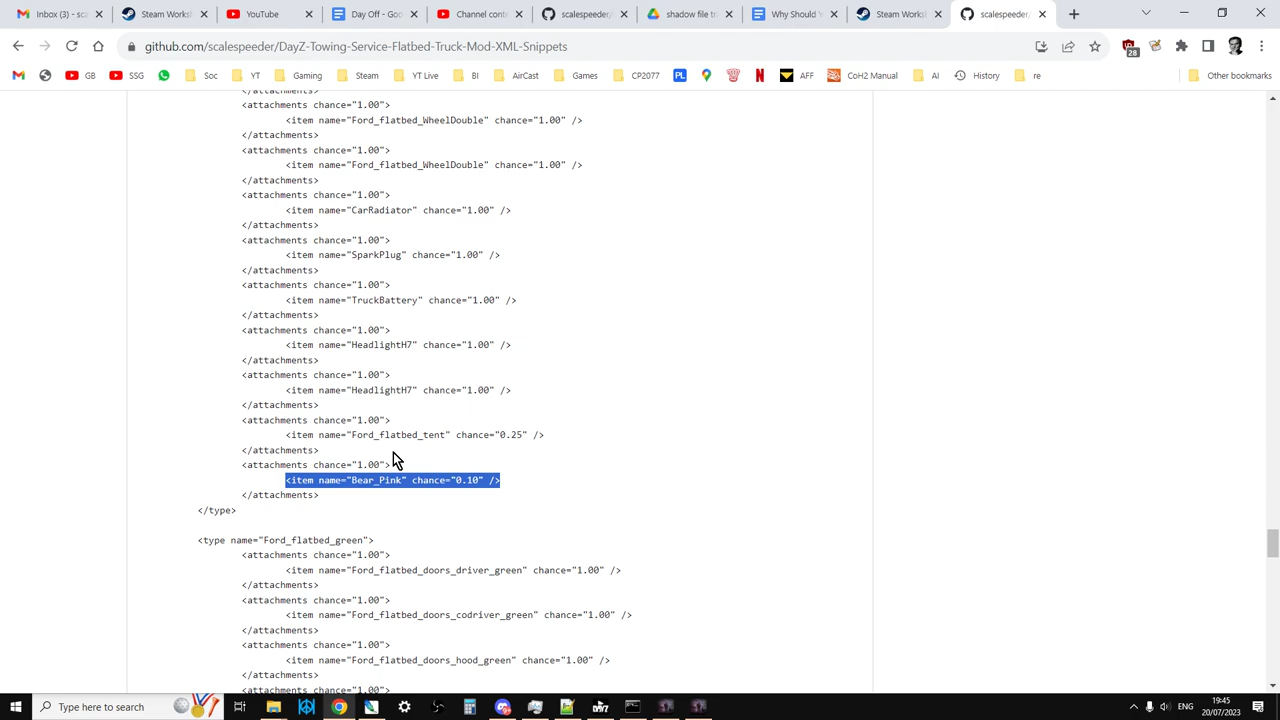 Inbox (3) - sca
Steam Worksh
YouTube
Day Off - Goo
Channel conte
scalespeeder/
shadow file tr
Why Should Y
Steam Worksh
scalespeeder/
github.com/scalespeeder/DayZ-Towing-Service-Flatbed-Truck-Mod-XML-Snippets
28
GB
SSG
Soc
YT
Gaming
Steam
YT Live
BI
AirCast
Games
CP2077
PL
AFF
CoH2 Manual
AI
History
re
Other bookmarks
</attachments>
<attachments chance="1.00">
<item name="Ford_flatbed_WheelDouble" chance="1.00" />
</attachments>
<attachments chance="1.00">
<item name="Ford_flatbed_WheelDouble" chance="1.00" />
</attachments>
<attachments chance="1.00">
<item name="CarRadiator" chance="1.00" />
</attachments>
<attachments chance="1.00">
<item name="SparkPlug" chance="1.00" />
</attachments>
<attachments chance="1.00">
<item name="TruckBattery" chance="1.00" />
</attachments>
<attachments chance="1.00">
<item name="HeadlightH7" chance="1.00" />
</attachments>
<attachments chance="1.00">
<item name="HeadlightH7" chance="1.00" />
</attachments>
<attachments chance="1.00">
<item name="Ford_flatbed_tent" chance="0.25" />
</attachments>
<attachments chance="1.00">
<item name="Bear_Pink" chance="0.10" />
</attachments>
</type>
<type name="Ford_flatbed_green">
<attachments chance="1.00">
<item name="Ford_flatbed_doors_driver_green" chance="1.00" />
</attachments>
<attachments chance="1.00">
<item name="Ford_flatbed_doors_codriver_green" chance="1.00" />
</attachments>
<attachments chance="1.00">
<item name="Ford_flatbed_doors_hood_green" chance="1.00" />
</attachments>
<attachments chance="1.00">
Type here to search
ENG
19:45
20/07/2023